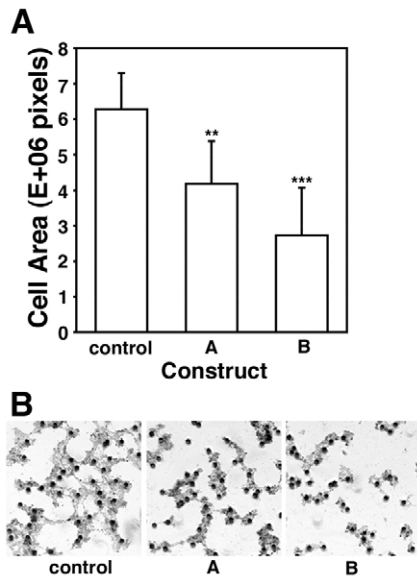 A
Cell Area (E+06 pixels)
8
7
6
5
4
3
2
1
0
**
***
control A B
Construct
B
control A B